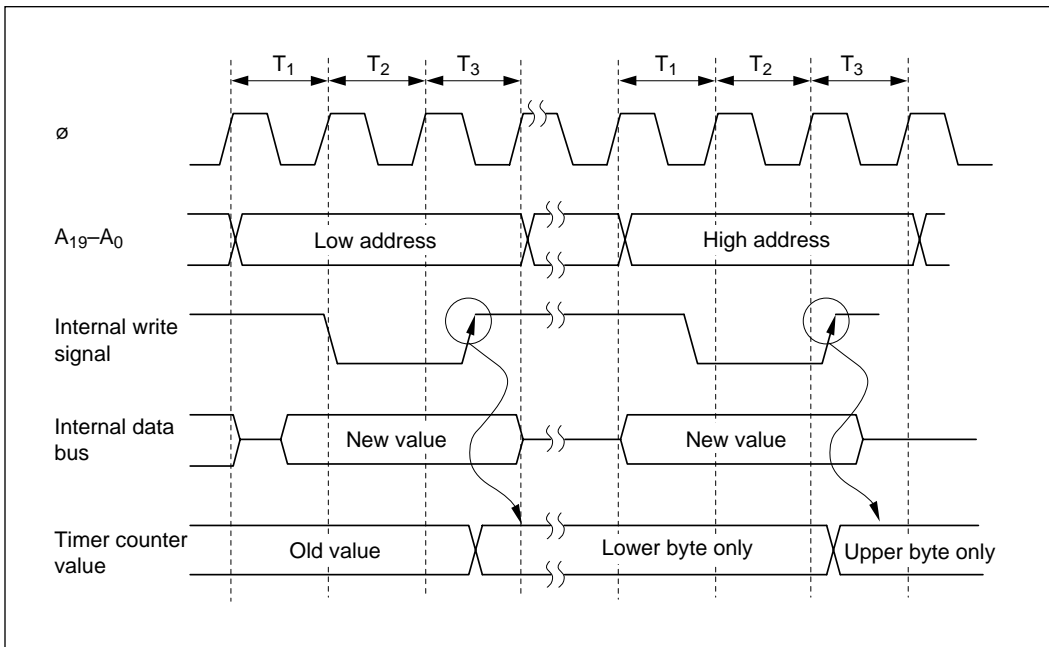 T1 T2 T3 T1 T2 T3
ø
A19–A0
Low address High address
Internal write
signal
Internal data
bus
New value New value
Timer counter
value
Old value Lower byte only Upper byte only